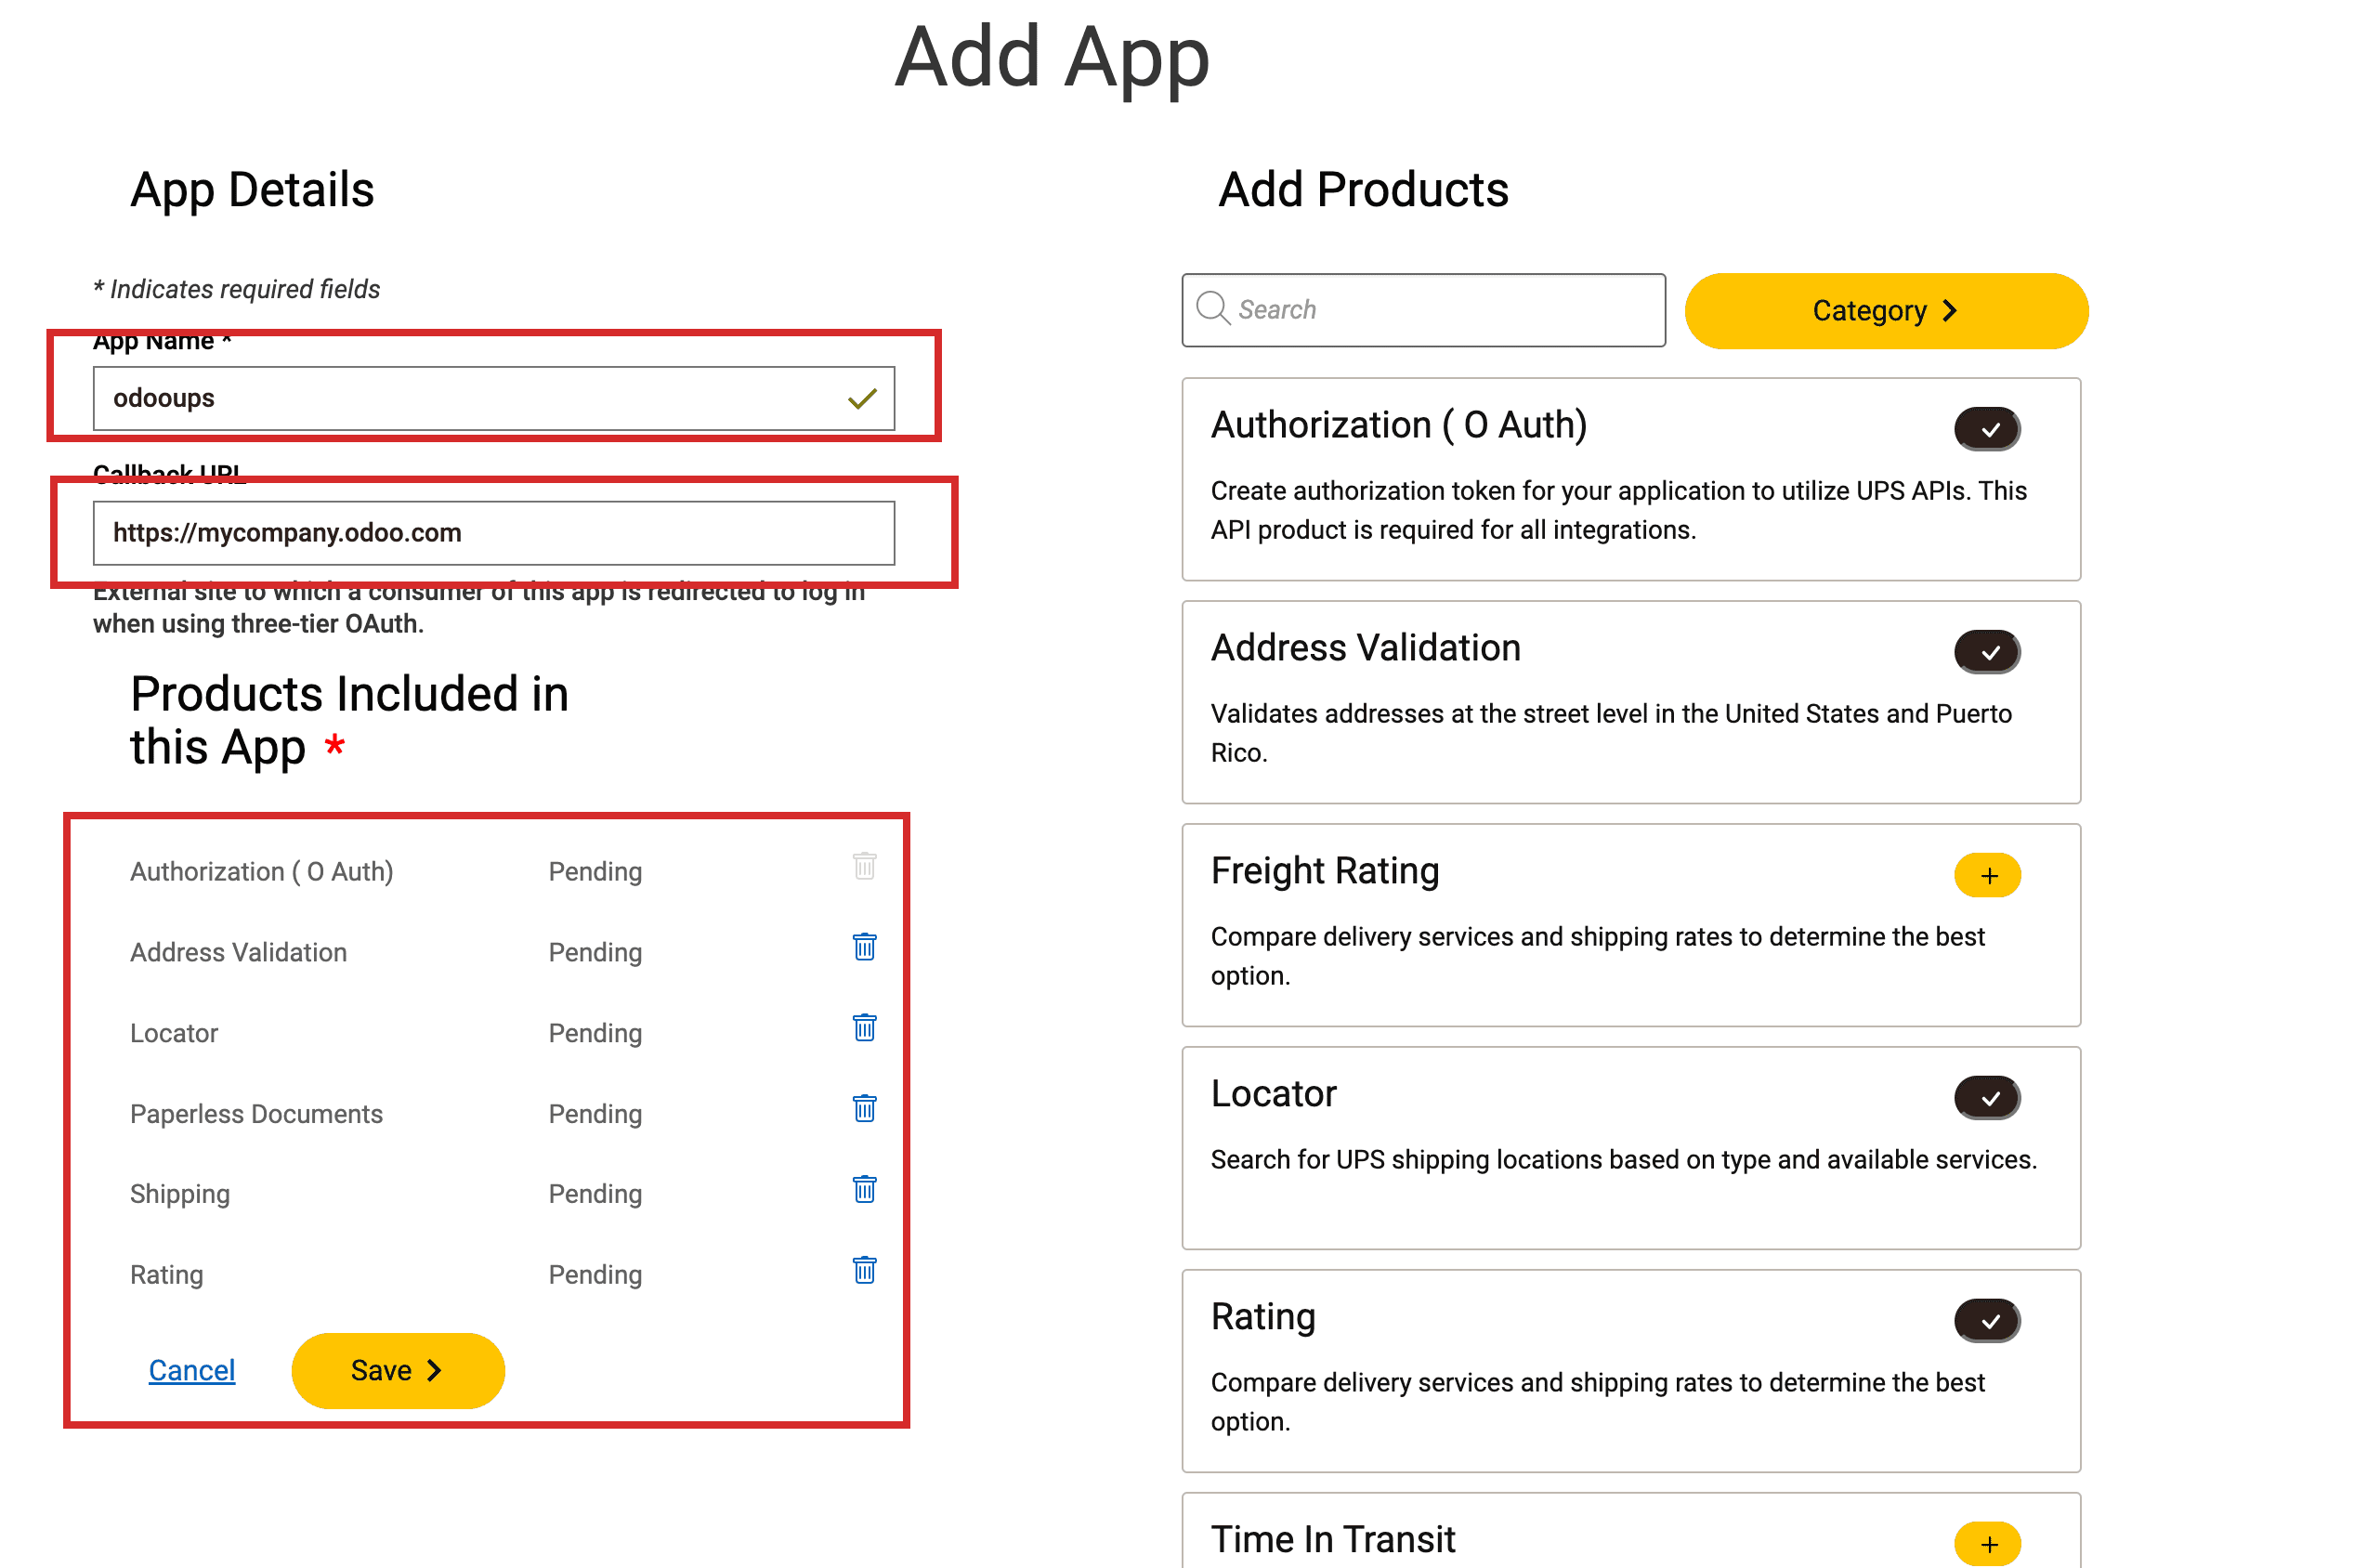 Add App
App Details
* Indicates required fields
App Name *
odooups
Callback URL
https://mycompany.odoo.com
External site to which a consumer of this app is redirected to log in
when using three-tier OAuth.
Products Included in
this App *
Authorization ( O Auth) Pending
Address Validation Pending
Locator Pending
Paperless Documents Pending
Shipping Pending
Rating Pending
Cancel Save
Add Products
Search Category
Authorization ( O Auth)
Create authorization token for your application to utilize UPS APIs. This
API product is required for all integrations.
Address Validation
Validates addresses at the street level in the United States and Puerto
Rico.
Freight Rating
Compare delivery services and shipping rates to determine the best
option.
Locator
Search for UPS shipping locations based on type and available services.
Rating
Compare delivery services and shipping rates to determine the best
option.
Time In Transit